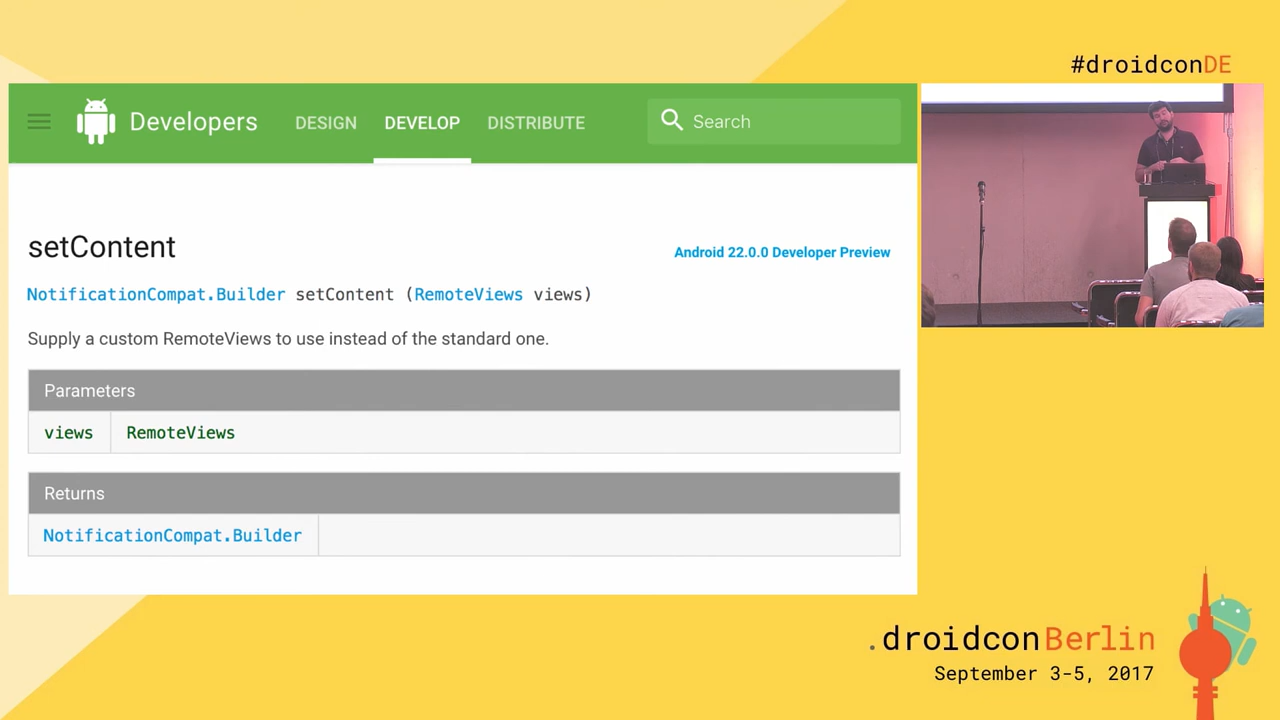 #droidconDE
Developers DESIGN DEVELOP DISTRIBUTE Search
setContent
Android 22.0.0 Developer Preview
NotificationCompat.Builder setContent (RemoteViews views)
Supply a custom RemoteViews to use instead of the standard one.
Parameters
views RemoteViews
Returns
NotificationCompat.Builder
.droidconBerlin
September 3-5, 2017